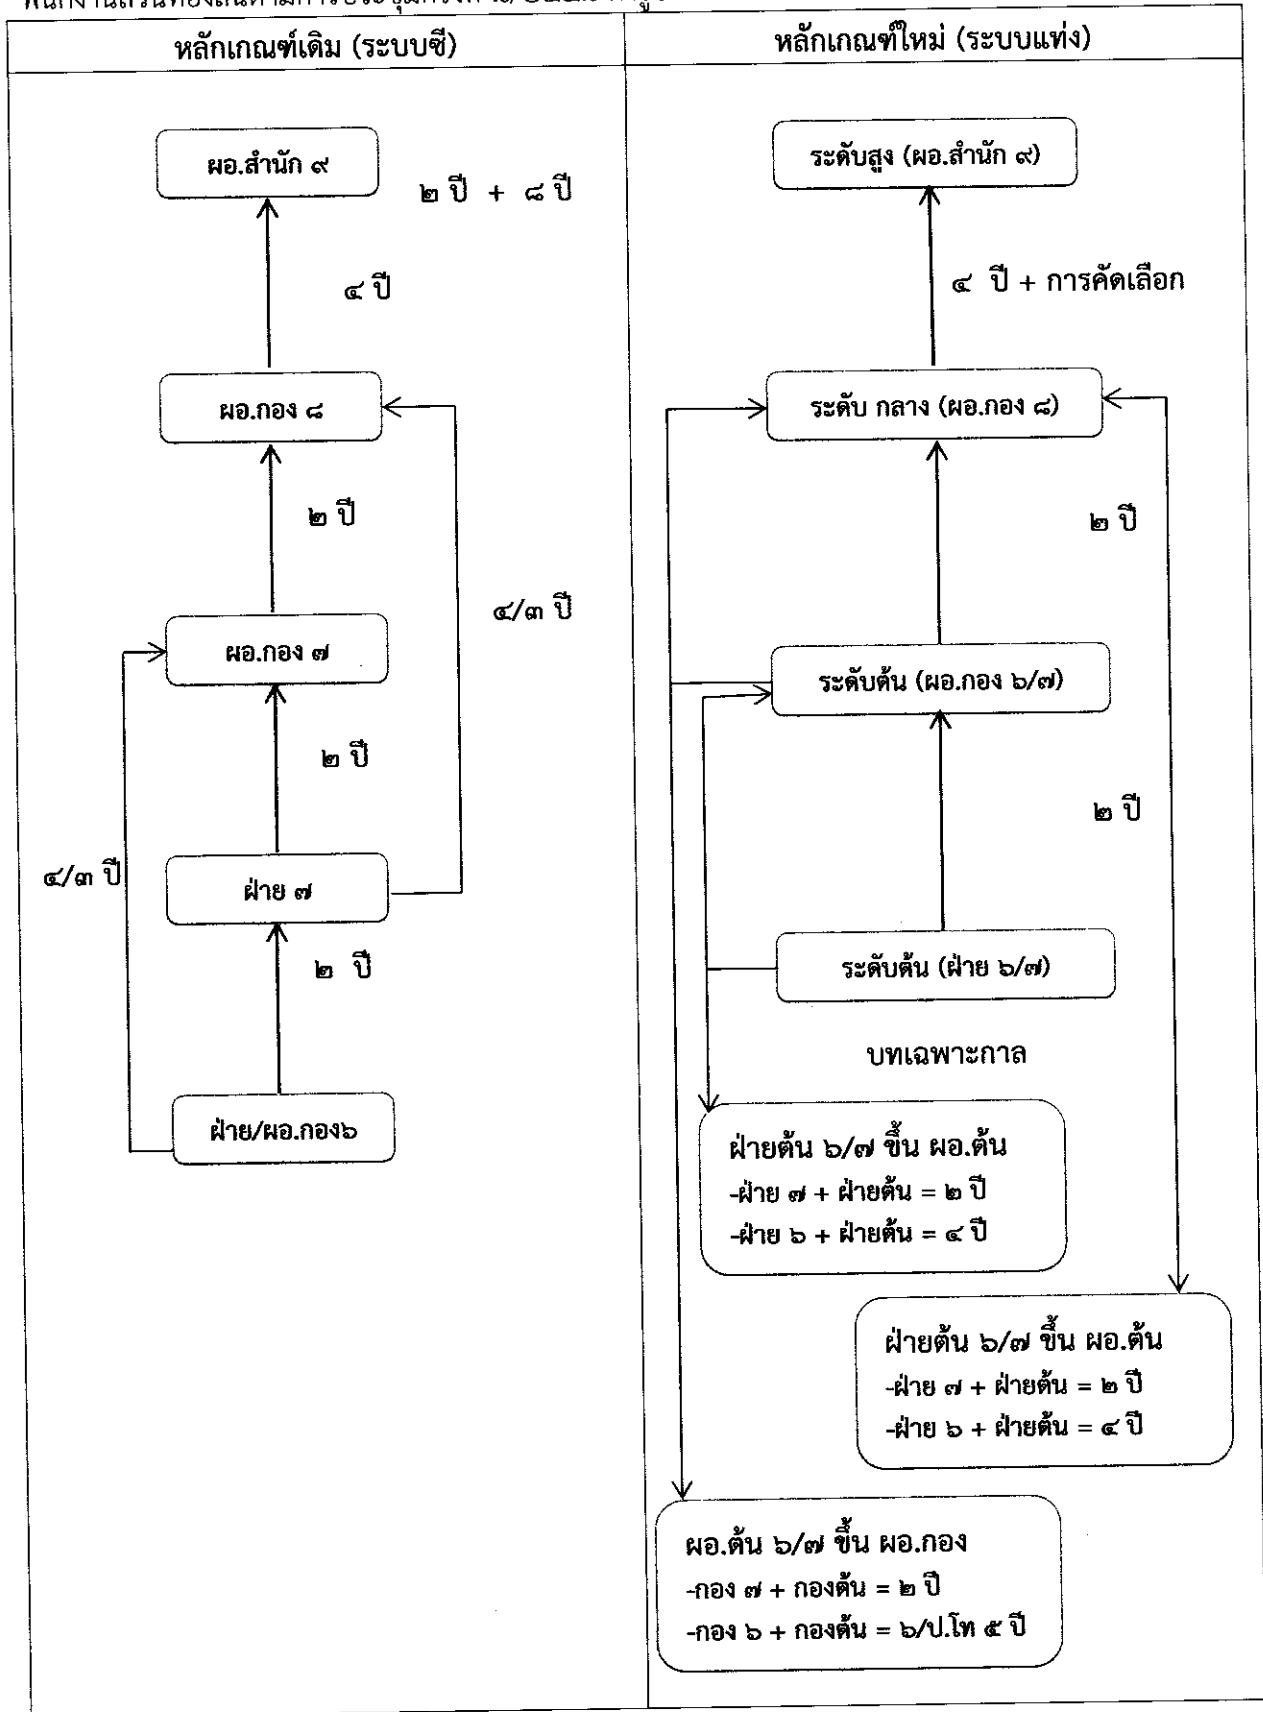 หลักเกณฑ์เดิม (ระบบซี)
ผอ.สำนัก ๙
๒ ปี + ๘ ปี
๔ ปี
ผอ.กอง ๘
๒ ปี
๔/๓ ปี
ผอ.กอง ๗
๒ ปี
๔/๓ ปี
ฝ่าย ๗
๒ ปี
ฝ่าย/ผอ.กอง๖
หลักเกณฑ์ใหม่ (ระบบแท่ง)
ระดับสูง (ผอ.สำนัก ๙)
๔ ปี + การคัดเลือก
ระดับ กลาง (ผอ.กอง ๘)
๒ ปี
ระดับต้น (ผอ.กอง ๖/๗)
๒ ปี
ระดับต้น (ฝ่าย ๖/๗)
บทเฉพาะกาล
ฝ่ายต้น ๖/๗ ขึ้น ผอ.ต้น
-ฝ่าย ๗ + ฝ่ายต้น = ๒ ปี
-ฝ่าย ๖ + ฝ่ายต้น = ๔ ปี
ฝ่ายต้น ๖/๗ ขึ้น ผอ.ต้น
-ฝ่าย ๗ + ฝ่ายต้น = ๒ ปี
-ฝ่าย ๖ + ฝ่ายต้น = ๔ ปี
ผอ.ต้น ๖/๗ ขึ้น ผอ.กอง
-กอง ๗ + กองต้น = ๒ ปี
-กอง ๖ + กองต้น = ๖/ป.โท ๕ ปี